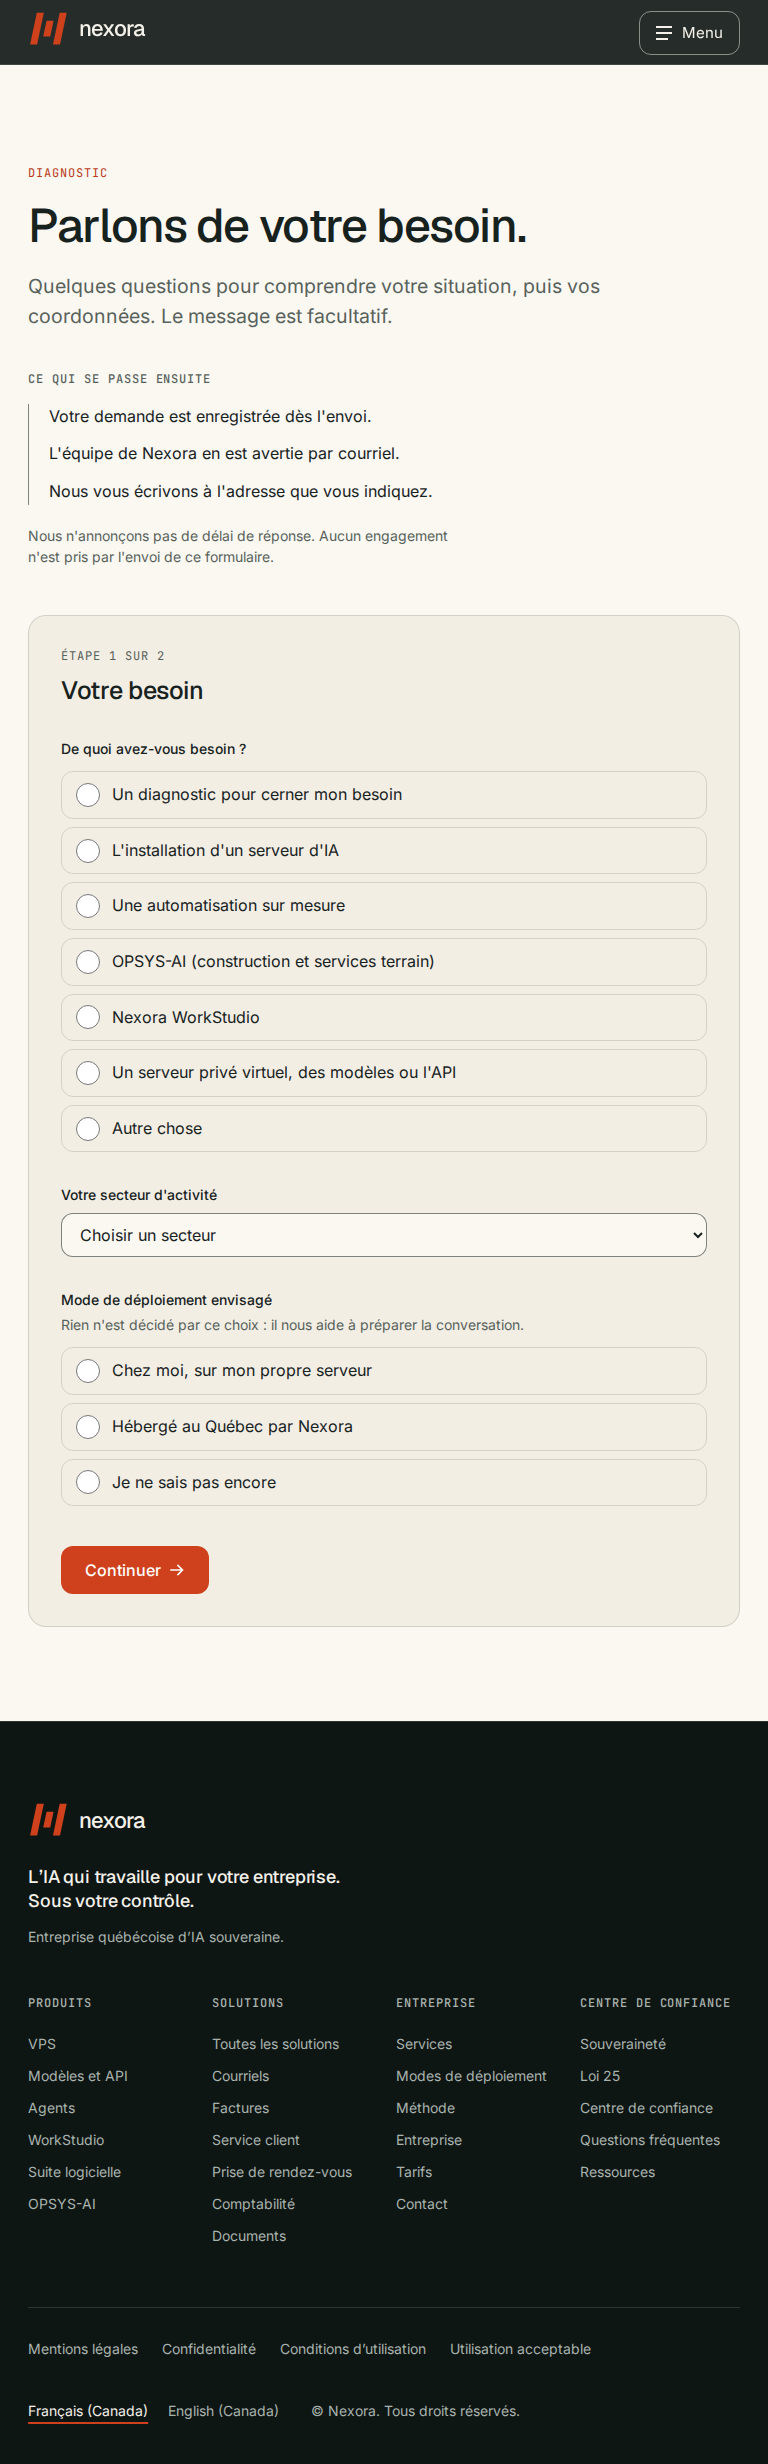 nexora
Menu
DIAGNOSTIC
Parlons de votre besoin.
Quelques questions pour comprendre votre situation, puis vos
coordonnées. Le message est facultatif.
CE QUI SE PASSE ENSUITE
Votre demande est enregistrée dès l'envoi.
L'équipe de Nexora en est avertie par courriel.
Nous vous écrivons à l'adresse que vous indiquez.
Nous n'annonçons pas de délai de réponse. Aucun engagement
n'est pris par l'envoi de ce formulaire.
ÉTAPE 1 SUR 2
Votre besoin
De quoi avez-vous besoin ?
Un diagnostic pour cerner mon besoin
L'installation d'un serveur d'IA
Une automatisation sur mesure
OPSYS-AI (construction et services terrain)
Nexora WorkStudio
Un serveur privé virtuel, des modèles ou l'API
Autre chose
Votre secteur d'activité
Choisir un secteur
Mode de déploiement envisagé
Rien n'est décidé par ce choix : il nous aide à préparer la conversation.
Chez moi, sur mon propre serveur
Hébergé au Québec par Nexora
Je ne sais pas encore
Continuer →
nexora
L’IA qui travaille pour votre entreprise.
Sous votre contrôle.
Entreprise québécoise d’IA souveraine.
PRODUITS
VPS
Modèles et API
Agents
WorkStudio
Suite logicielle
OPSYS-AI
SOLUTIONS
Toutes les solutions
Courriels
Factures
Service client
Prise de rendez-vous
Comptabilité
Documents
ENTREPRISE
Services
Modes de déploiement
Méthode
Entreprise
Tarifs
Contact
CENTRE DE CONFIANCE
Souveraineté
Loi 25
Centre de confiance
Questions fréquentes
Ressources
Mentions légales Confidentialité Conditions d’utilisation Utilisation acceptable
Français (Canada) English (Canada) © Nexora. Tous droits réservés.